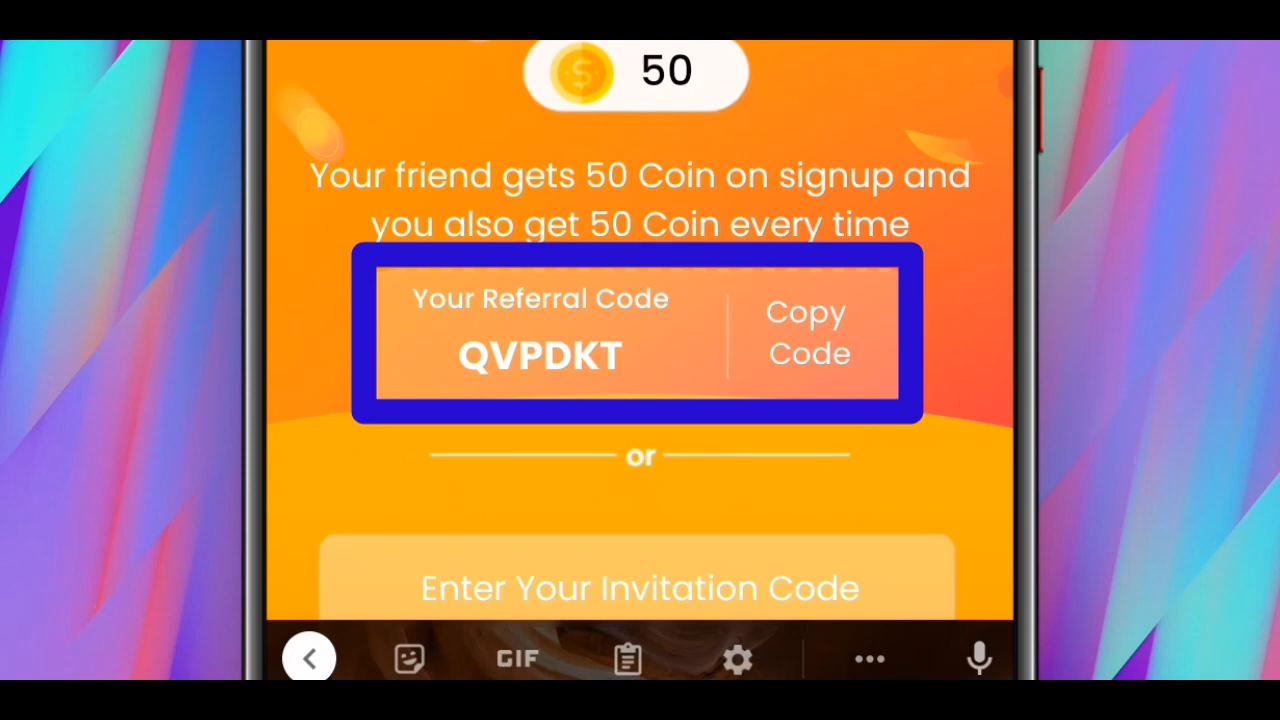 50
Your friend gets 50 Coin on signup and
you also get 50 Coin every time
Your Referral Code
QVPDKT
Copy
Code
or
Enter Your Invitation Code
GIF